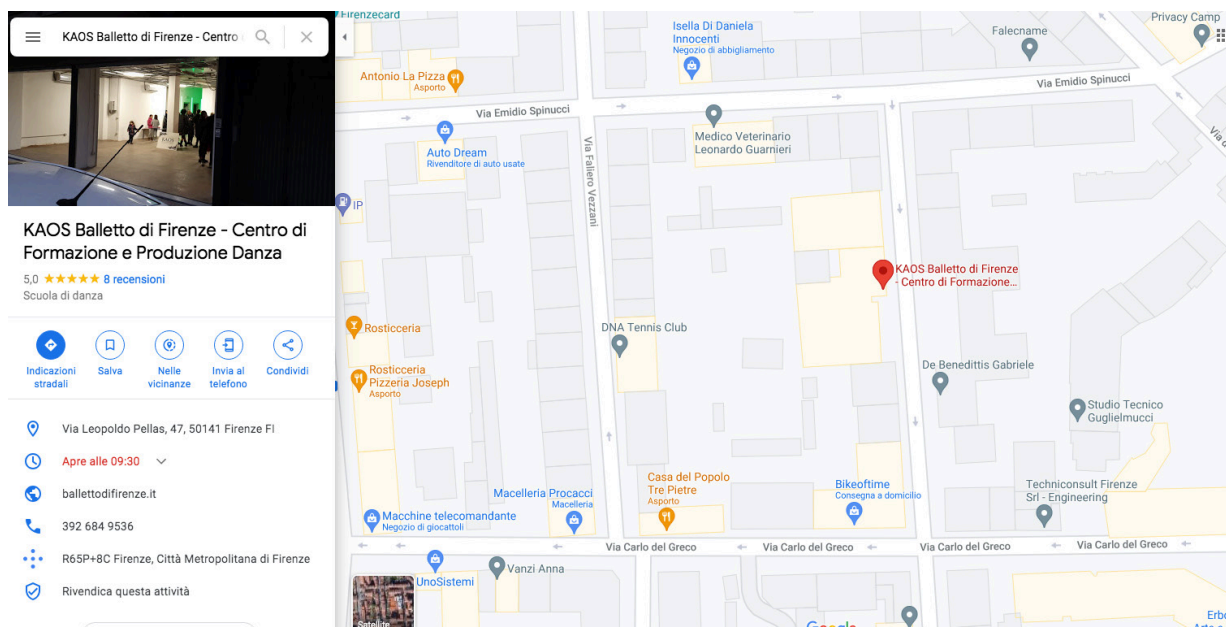 KAOS Balletto di Firenze - Centro
KAOS
KAOS Balletto di Firenze - Centro di
Formazione e Produzione Danza
5,0
8 recensioni
Scuola di danza
Indicazioni
stradali
Salva
Nelle
vicinanze
Invia al
telefono
Condividi
Via Leopoldo Pellas, 47, 50141 Firenze FI
Apre alle 09:30
ballettodifirenze.it
392 684 9536
R65P+8C Firenze, Città Metropolitana di Firenze
Rivendica questa attività
Firenzecard
Isella Di Daniela
Innocenti
Negozio di abbigliamento
Falecname
Privacy Camp
Antonio La Pizza
Asporto
Via Emidio Spinucci
Via Emidio Spinucci
Medico Veterinario
Leonardo Guarnieri
Auto Dream
Rivenditore di auto usate
Via Faliero Vezzani
IP
KAOS Balletto di Firenze
- Centro di Formazione...
Rosticceria
DNA Tennis Club
Rosticceria
Pizzeria Joseph
Asporto
De Benedittis Gabriele
Studio Tecnico
Guglielmucci
Casa del Popolo
Tre Pietre
Asporto
Bikeoftime
Consegna a domicilio
Techniconsult Firenze
Srl - Engineering
Macelleria Procacci
Macelleria
Macchine telecomandante
Negozio di giocattoli
Via Carlo del Greco
Via Carlo del Greco
Via Carlo del Greco
Via Carlo del Greco
UnoSistemi
Vanzi Anna
Satellite
Google